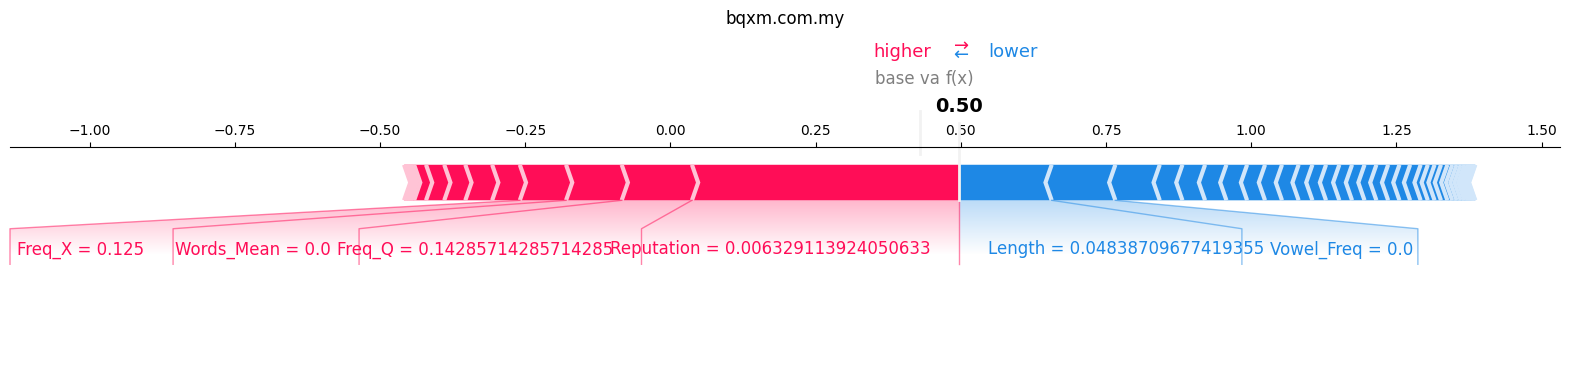 bqxm.com.my
higher ⇄ lower
base va f(x)
0.50
−1.00 −0.75 −0.50 −0.25 0.00 0.25 0.50 0.75 1.00 1.25 1.50
Freq_X = 0.125 Words_Mean = 0.0 Freq_Q = 0.14285714285714285 Reputation = 0.006329113924050633 Length = 0.04838709677419355 Vowel_Freq = 0.0